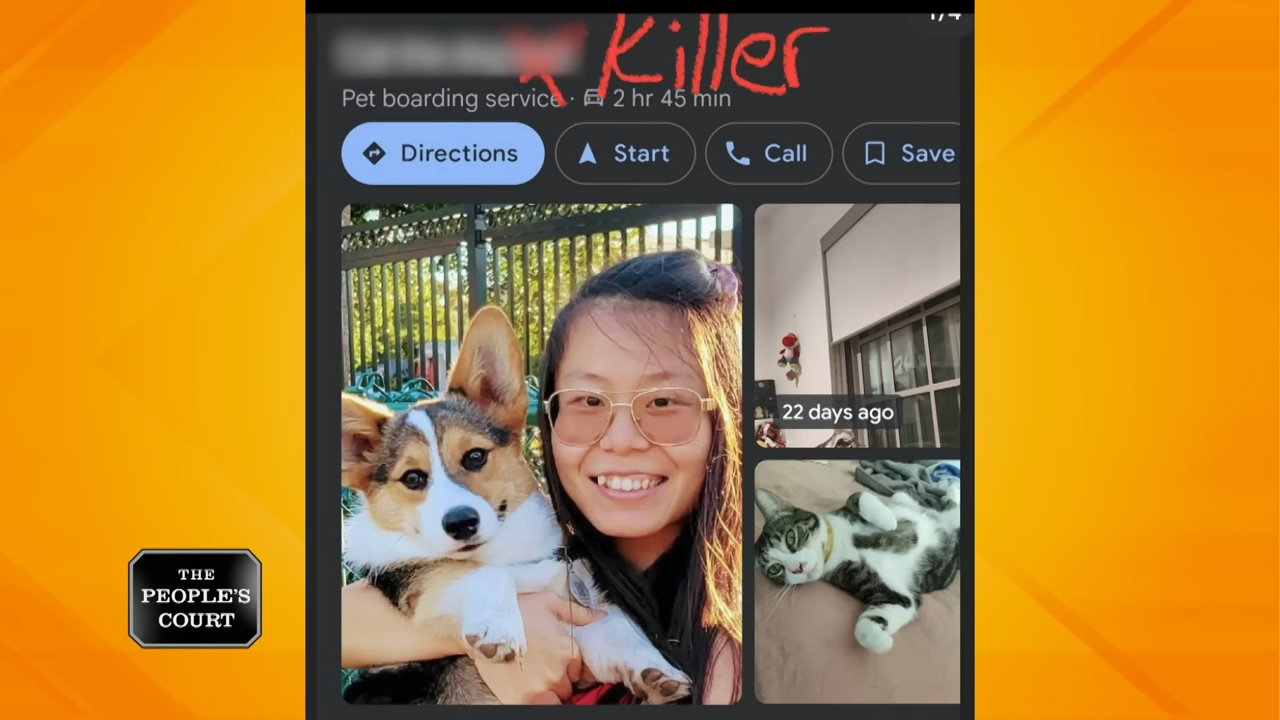 Killer
Pet boarding service · 2 hr 45 min
Directions
Start
Call
Save
22 days ago
THE
PEOPLE'S
COURT